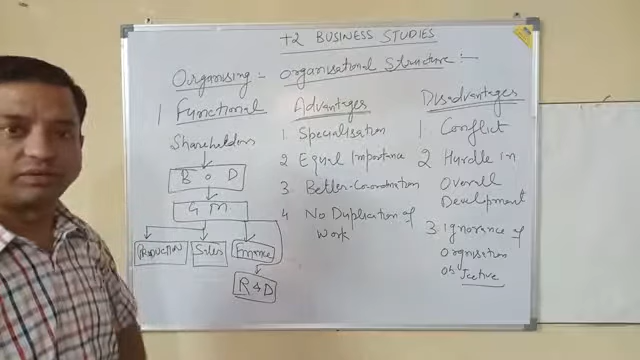 +2 BUSINESS STUDIES
Organising :- Organisational Structure :-
1 Functional
Shareholders
B o D
G M
PRODUCTION Sales Finance
R & D
Advantages
1. Specialisation
2 Equal Importance
3. Better-Coordination
4 No Duplication of
Work
Disadvantages
1 Conflict
2 Hurdle in
Overall
Development
3. Ignorance of
Organisation
Objective